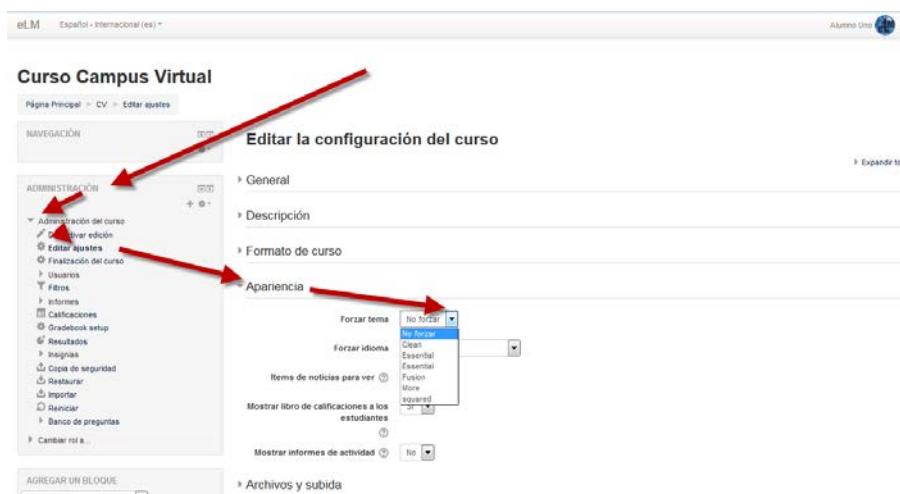 eLM Español - Internacional (es)
Alumno Uno
Curso Campus Virtual
Página Principal CV Editar ajustes
NAVEGACIÓN
Editar la configuración del curso
Expandir to
General
ADMINISTRACIÓN
Administración del curso
Descripción
edición
Editar ajustes
Finalización del curso
Formato de curso
Usuarios
Filtros
Apariencia
Informes
Calificaciones
Gradebook setup
Resultados
Insignias
Copia de seguridad
Restaurar
Importar
Reiniciar
Banco de preguntas
Cambiar rol a...
Forzar tema No forzar
No forzar
Clean
Essential
Essential
Fusion
More
squared
Forzar idioma
Items de noticias para ver
Mostrar libro de calificaciones a los
estudiantes
Mostrar informes de actividad No
AGREGAR UN BLOQUE
Archivos y subida